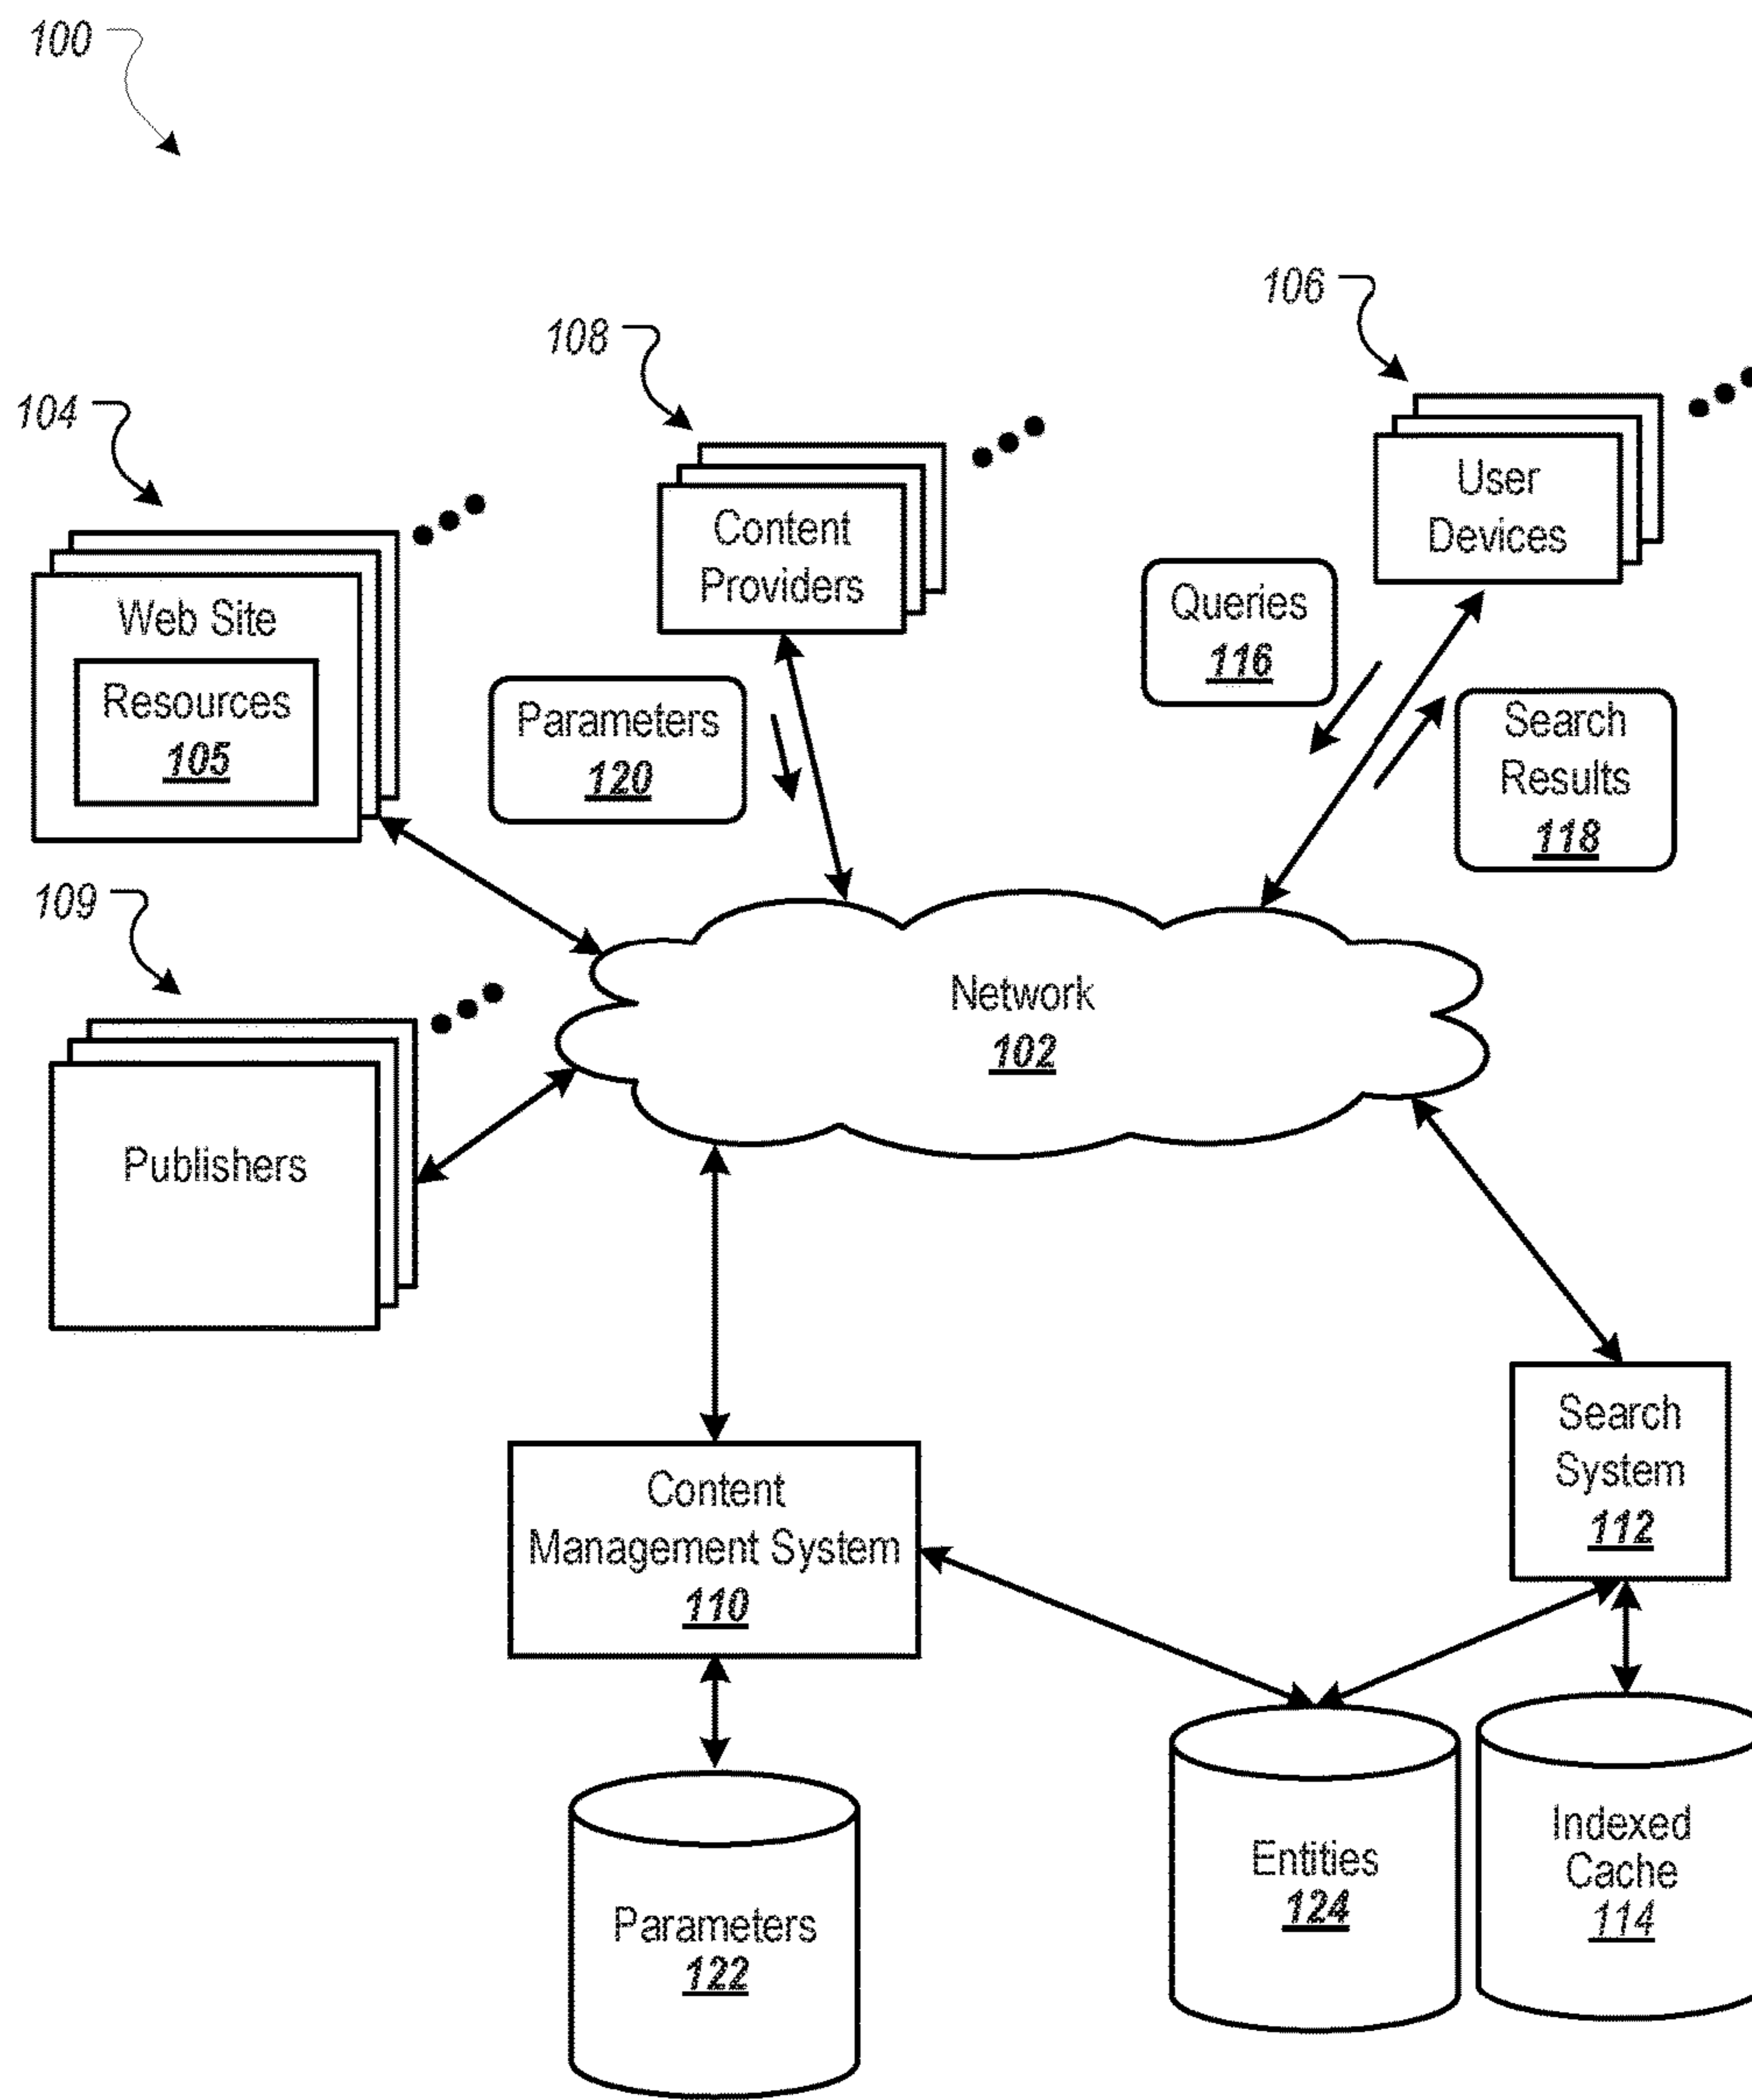 100
106
108
104
User
Devices
Content
Providers
Queries
116
Web Site
Resources
105
Parameters
120
Search
Results
118
109
Network
102
Publishers
Search
System
112
Content
Management System
110
Indexed
Cache
114
Entities
124
Parameters
122